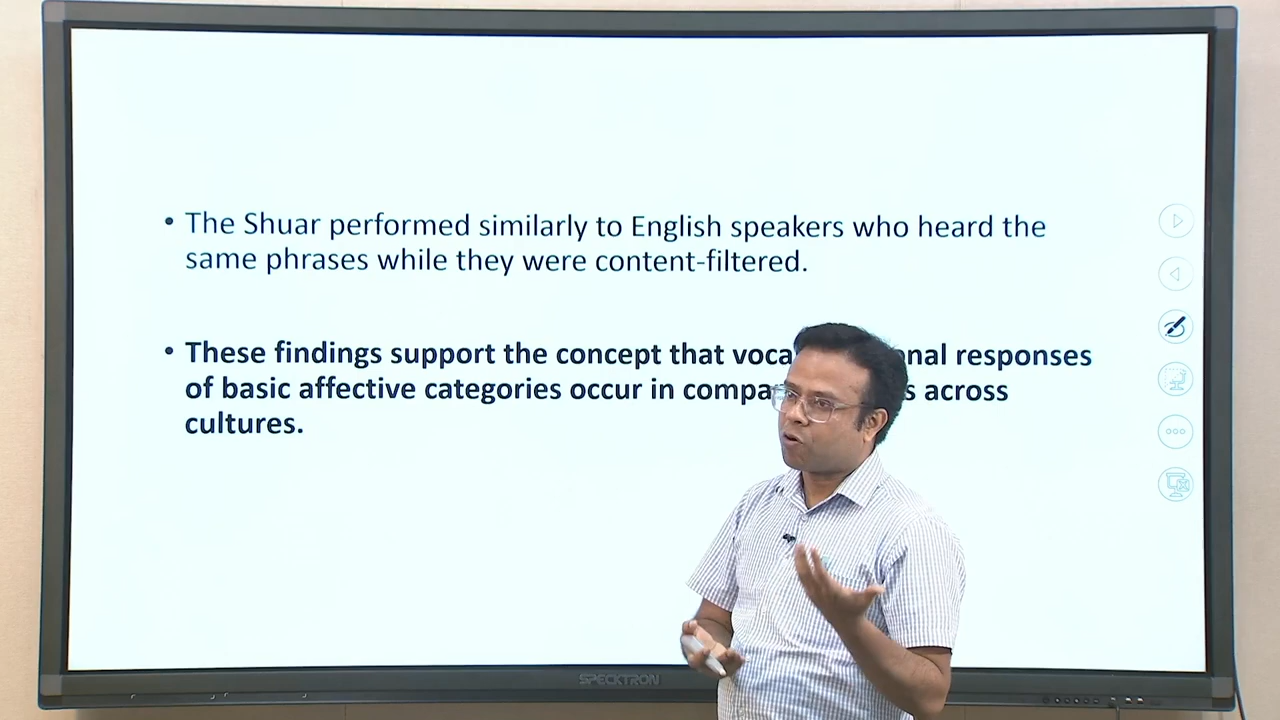 • The Shuar performed similarly to English speakers who heard the
same phrases while they were content-filtered.
• These findings support the concept that responses
of basic affective categories occur in across
cultures.
SPECKTRON